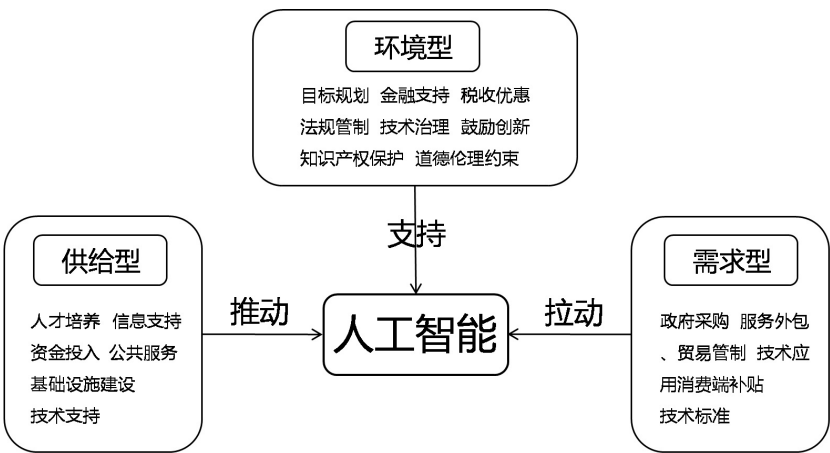 环境型
目标规划 金融支持 税收优惠
法规管制 技术治理 鼓励创新
知识产权保护 道德伦理约束
支持
供给型
人才培养 信息支持
资金投入 公共服务
基础设施建设
技术支持
推动
人工智能
拉动
需求型
政府采购 服务外包
、贸易管制 技术应
用消费端补贴
技术标准